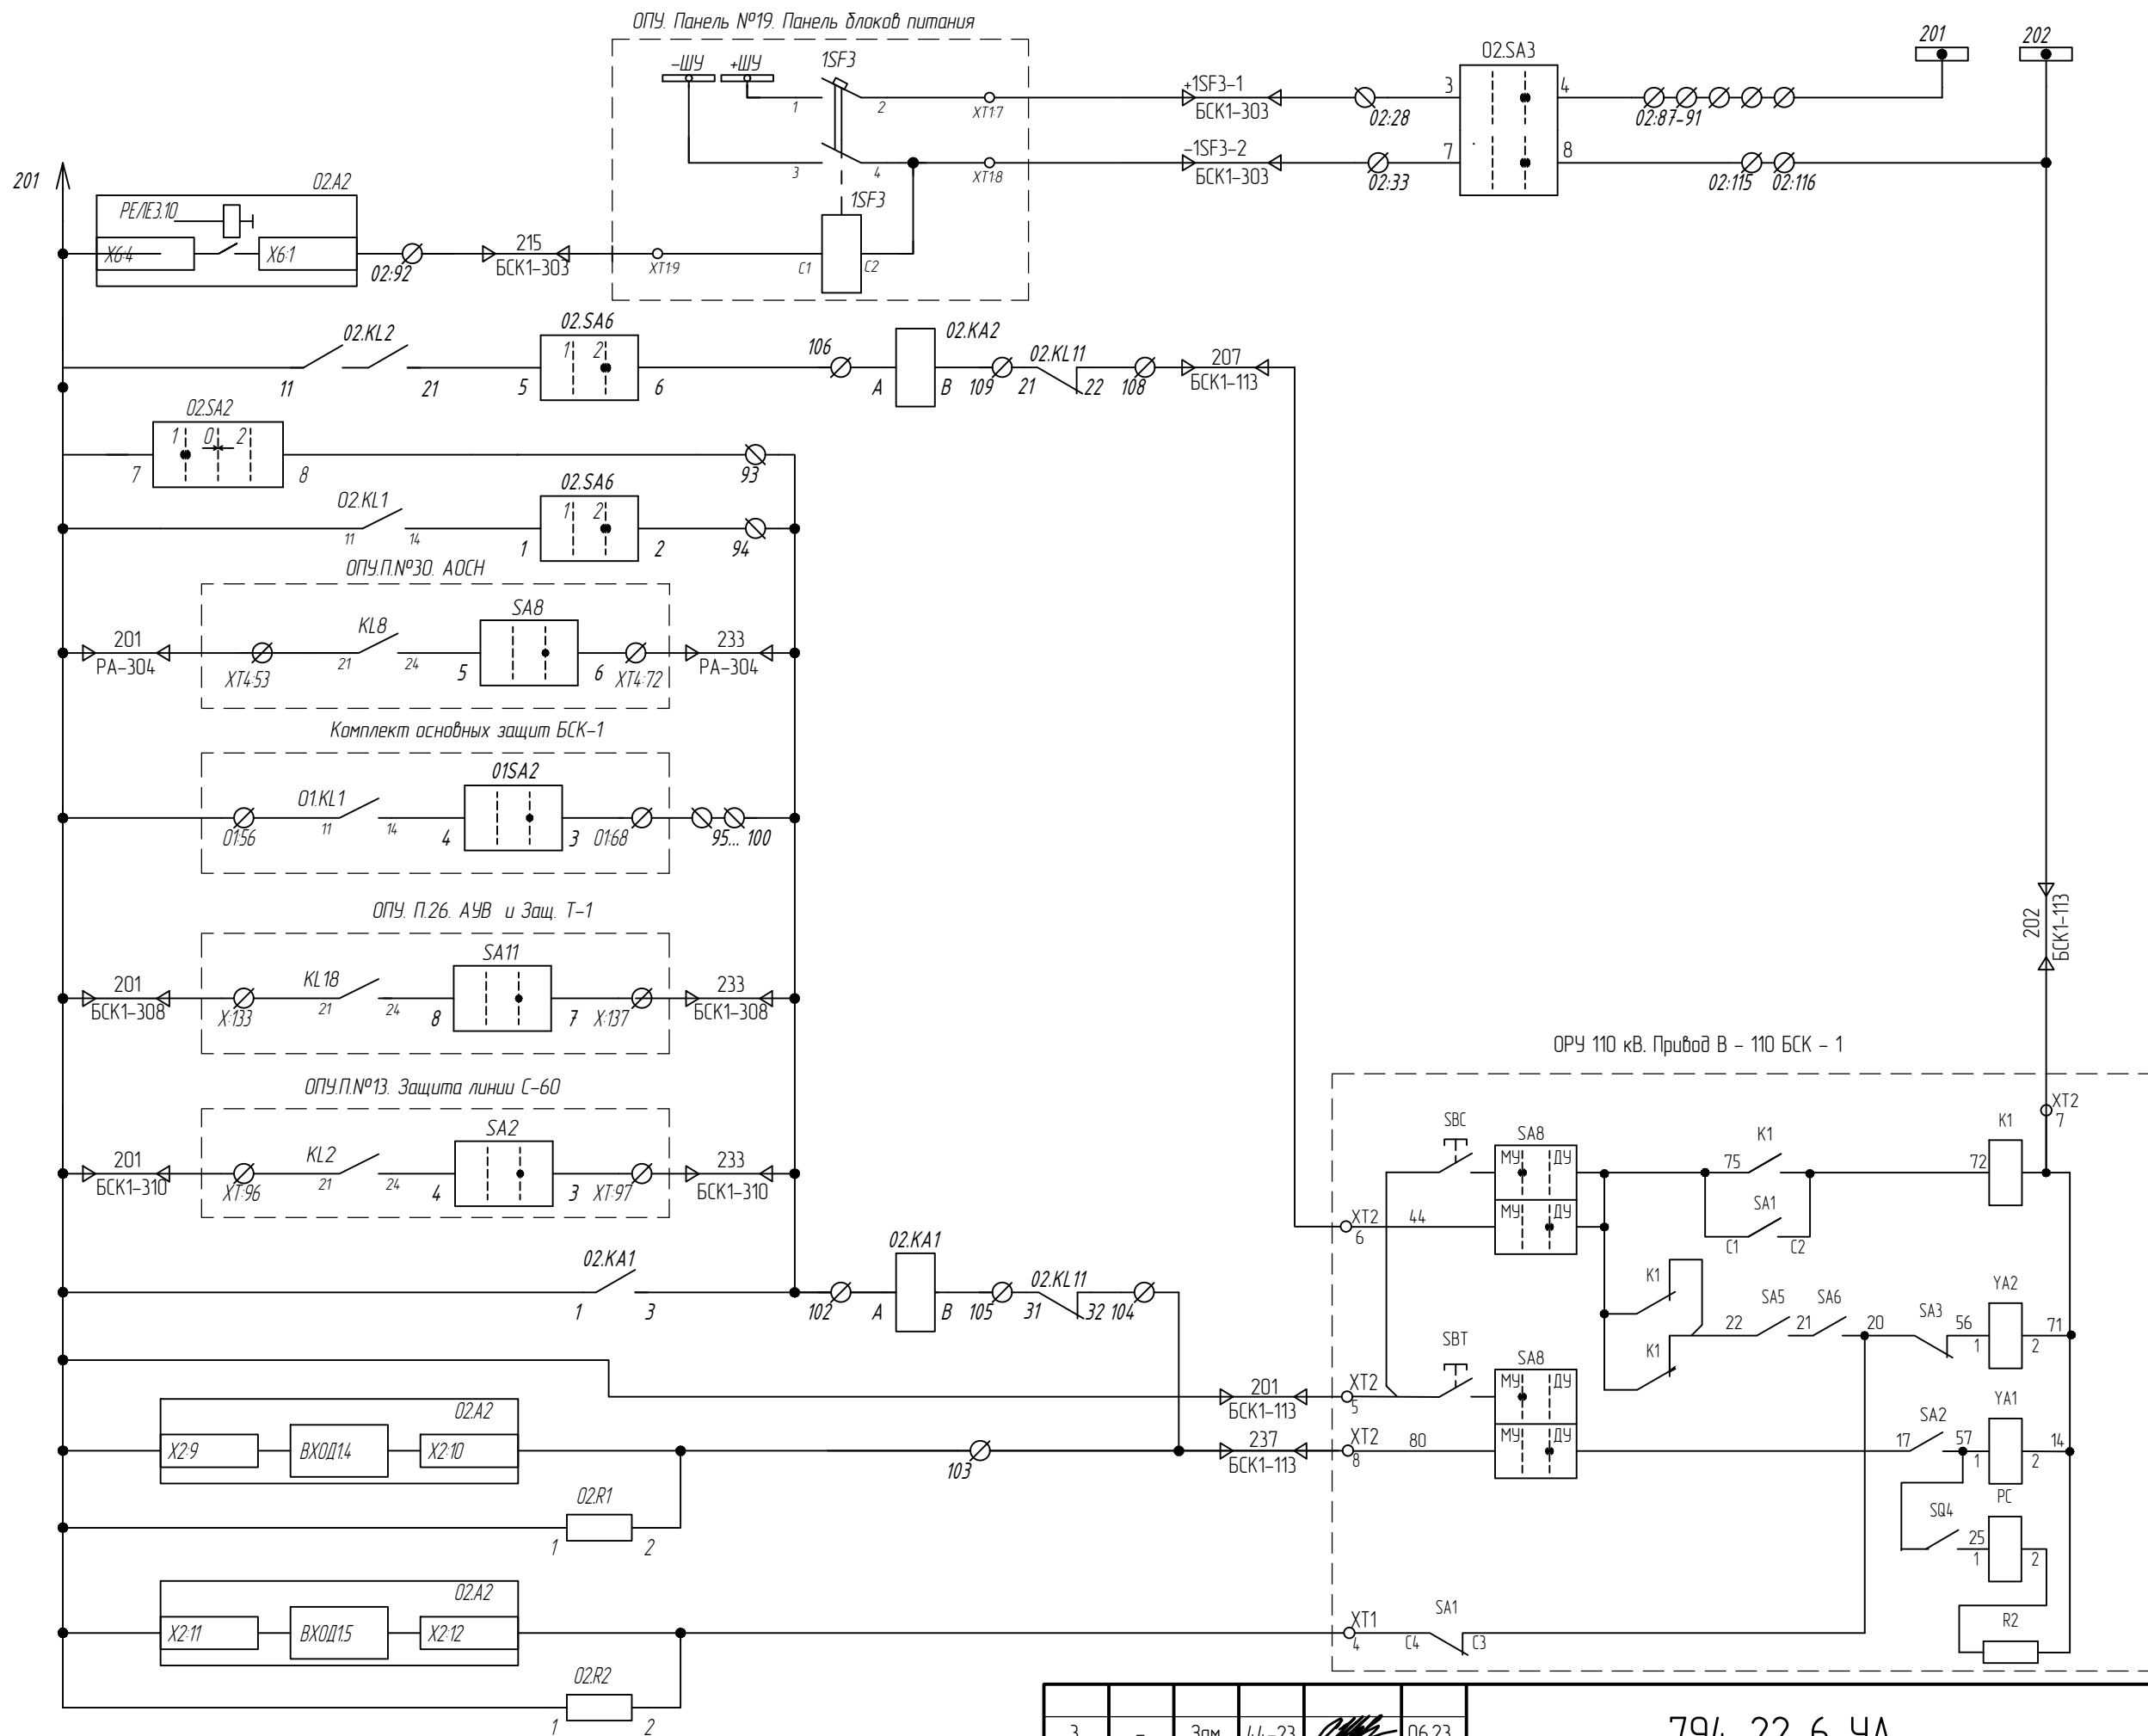 ОПУ. Панель №19. Панель блоков питания
-ШУ +ШУ 1SF3
1 2 XT1:7
3 4 XT1:8
+1SF3-1
БСК1-303
02:28
02.SA3
3 4
02:87-91
201
202
-1SF3-2
БСК1-303
02:33
7 8
02:115 02:116
201
02.A2
РЕЛЕ3.10
X6:4 X6:1
02:92
215
БСК1-303
XT1:9
1SF3
C1 C2
02.KL2
11 21
02.SA6
1 2
5 6
106
02.KA2
A B
109
02.KL11
21 22
108
207
БСК1-113
02.SA2
1 0 2
7 8
93
02.KL1
11 14
02.SA6
1 2
1 2
94
ОПУ.П.№30. АОСН
201
РА-304
XT4:53
KL8
21 24
SA8
5 6
XT4:72
233
РА-304
Комплект основных защит БСК-1
01:56
01.KL1
11 14
01SA2
4 3
01:68
95... 100
ОПУ. П.26. АУВ и Защ. Т-1
201
БСК1-308
X:133
KL18
21 24
SA11
8 7
X:137
233
БСК1-308
202
БСК1-113
ОПУ.П.№13. Защита линии С-60
201
БСК1-310
XT:96
KL2
21 24
SA2
4 3
XT:97
233
БСК1-310
02.KA1
1 3
102
02.KA1
A B
105
02.KL11
31 32
104
201
БСК1-113
02.A2
X2:9 ВХОД1.4 X2:10
103
237
БСК1-113
02.R1
1 2
02.A2
X2:11 ВХОД1.5 X2:12
02.R2
1 2
ОРУ 110 кВ. Привод В - 110 БСК - 1
XT2
7
SBC
SA8
МУ ДУ
МУ ДУ
K1
75
SA1
C1 C2
72
K1
XT2
6
44
K1
K1
22
SA5
21
SA6
20
SA3
56
1
YA2
2
71
XT2
5
SBT
SA8
МУ ДУ
МУ ДУ
XT2
8
80
17
SA2
57
1
YA1
2
14
SQ4
25
1
PC
2
R2
XT1
4
C4
SA1
C3
3 - Зам. 44-23 06.23
794.22.6.УА